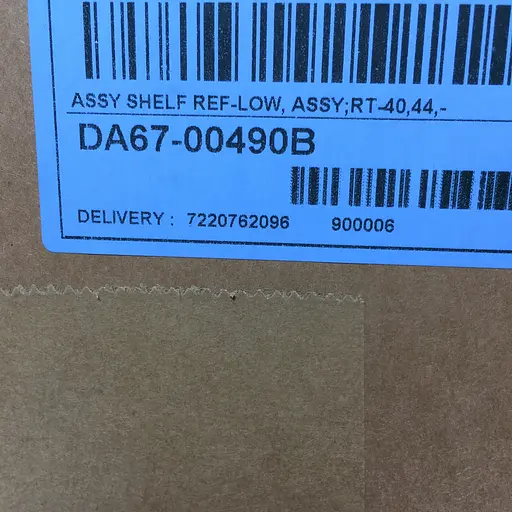 ASSY SHELF REF-LOW, ASSY;RT-40,44,-
DA67-00490B
DELIVERY : 7220762096 900006